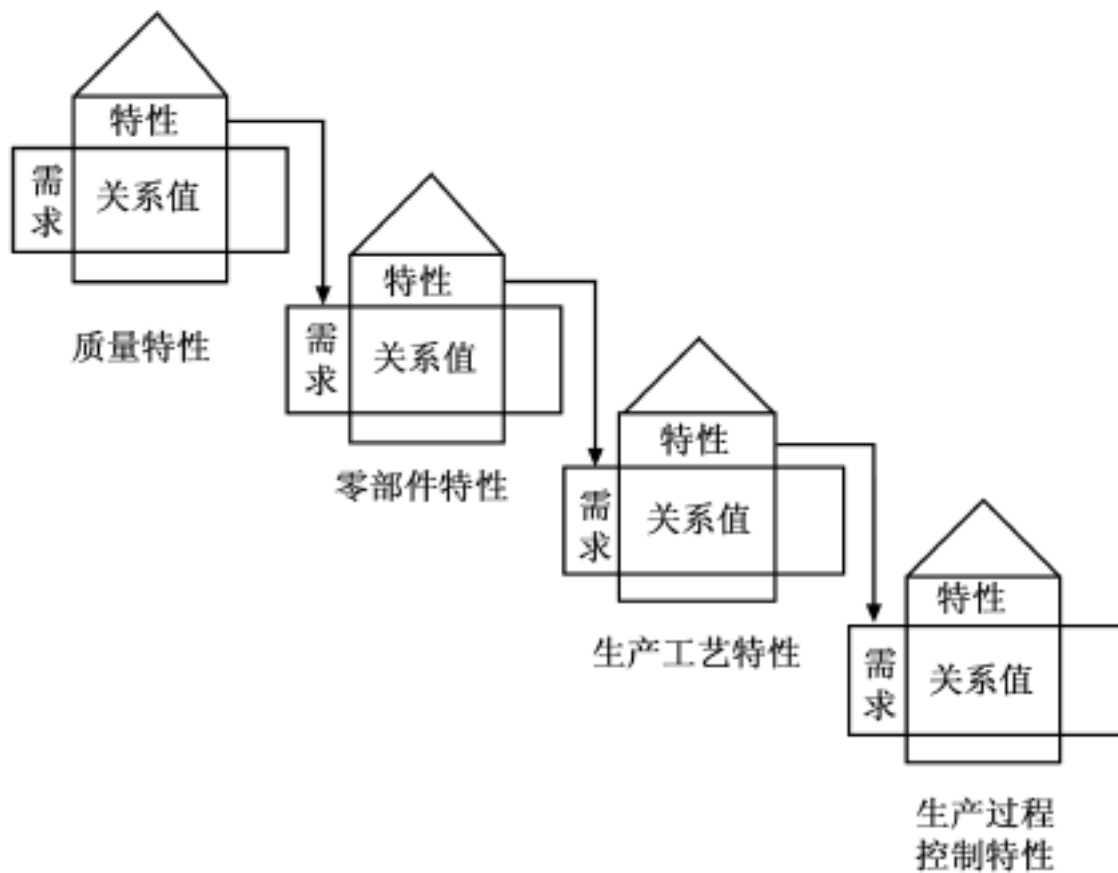 特性
需求
关系值
质量特性
特性
需求
关系值
零部件特性
特性
需求
关系值
生产工艺特性
特性
需求
关系值
生产过程
控制特性